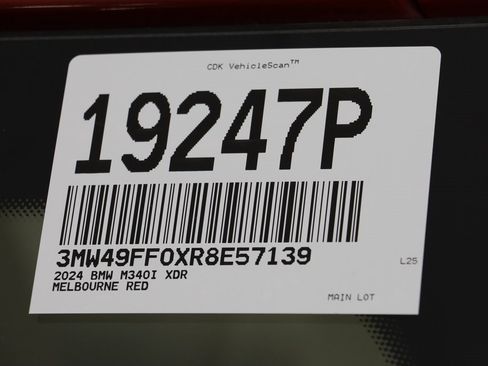 CDK VehicleScan™
19247P
3MW49FF0XR8E57139
L25
2024 BMW M340I XDR
MELBOURNE RED
MAIN LOT